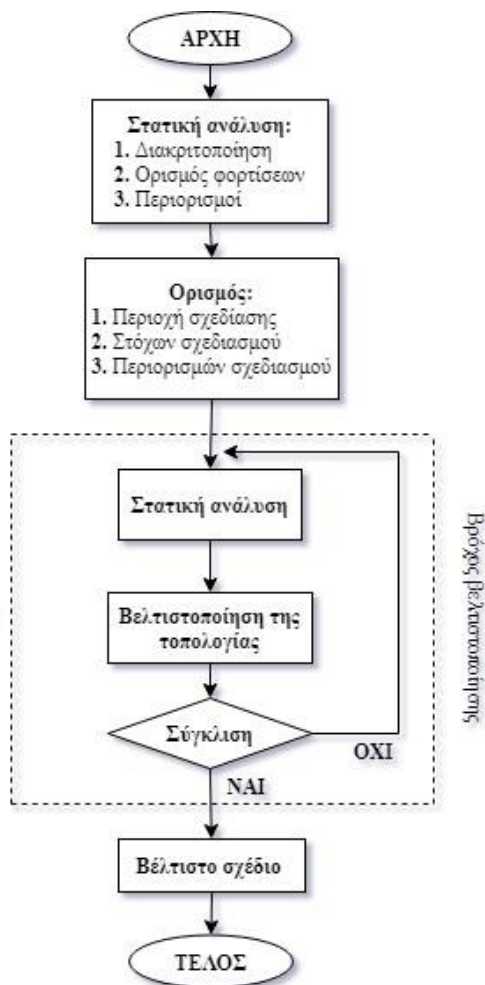 ΑΡΧΗ
Στατική ανάλυση:
1. Διακριτοποίηση
2. Ορισμός φορτίσεων
3. Περιορισμοί
Ορισμός:
1. Περιοχή σχεδίασης
2. Στόχων σχεδιασμού
3. Περιορισμών σχεδιασμού
Στατική ανάλυση
Βελτιστοποίηση της
τοπολογίας
Σύγκλιση
ΟΧΙ
ΝΑΙ
Βρόχος βελτιστοποίησης
Βέλτιστο σχέδιο
ΤΕΛΟΣ